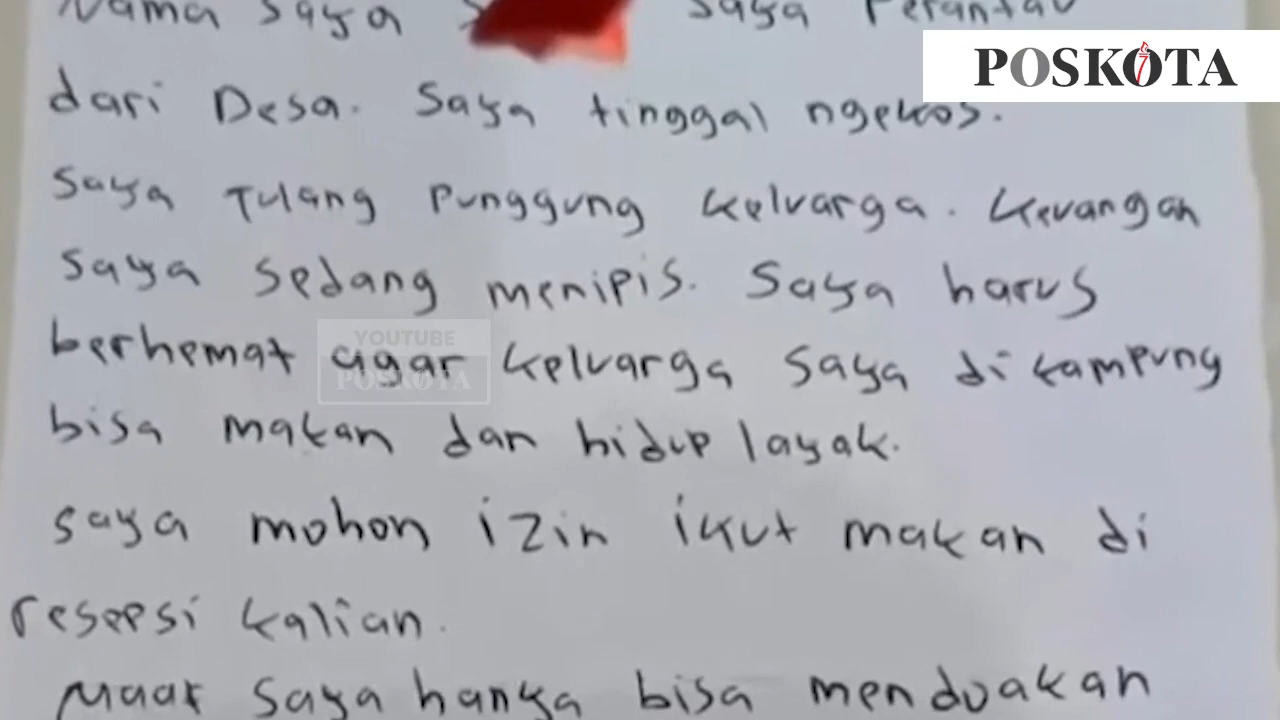 Nama saya saya Perantau
POSKOTA
dari Desa. Saya tinggal ngekos.
Saya Tulang Punggung keluarga. keuangan
saya sedang menipis. Saya harus
berhemat agar keluarga saya di kampung
YOUTUBE
POSKOTA
bisa makan dan hidup layak.
saya mohon izin ikut makan di
resepsi kalian.
Maaf saya hanya bisa menduakan